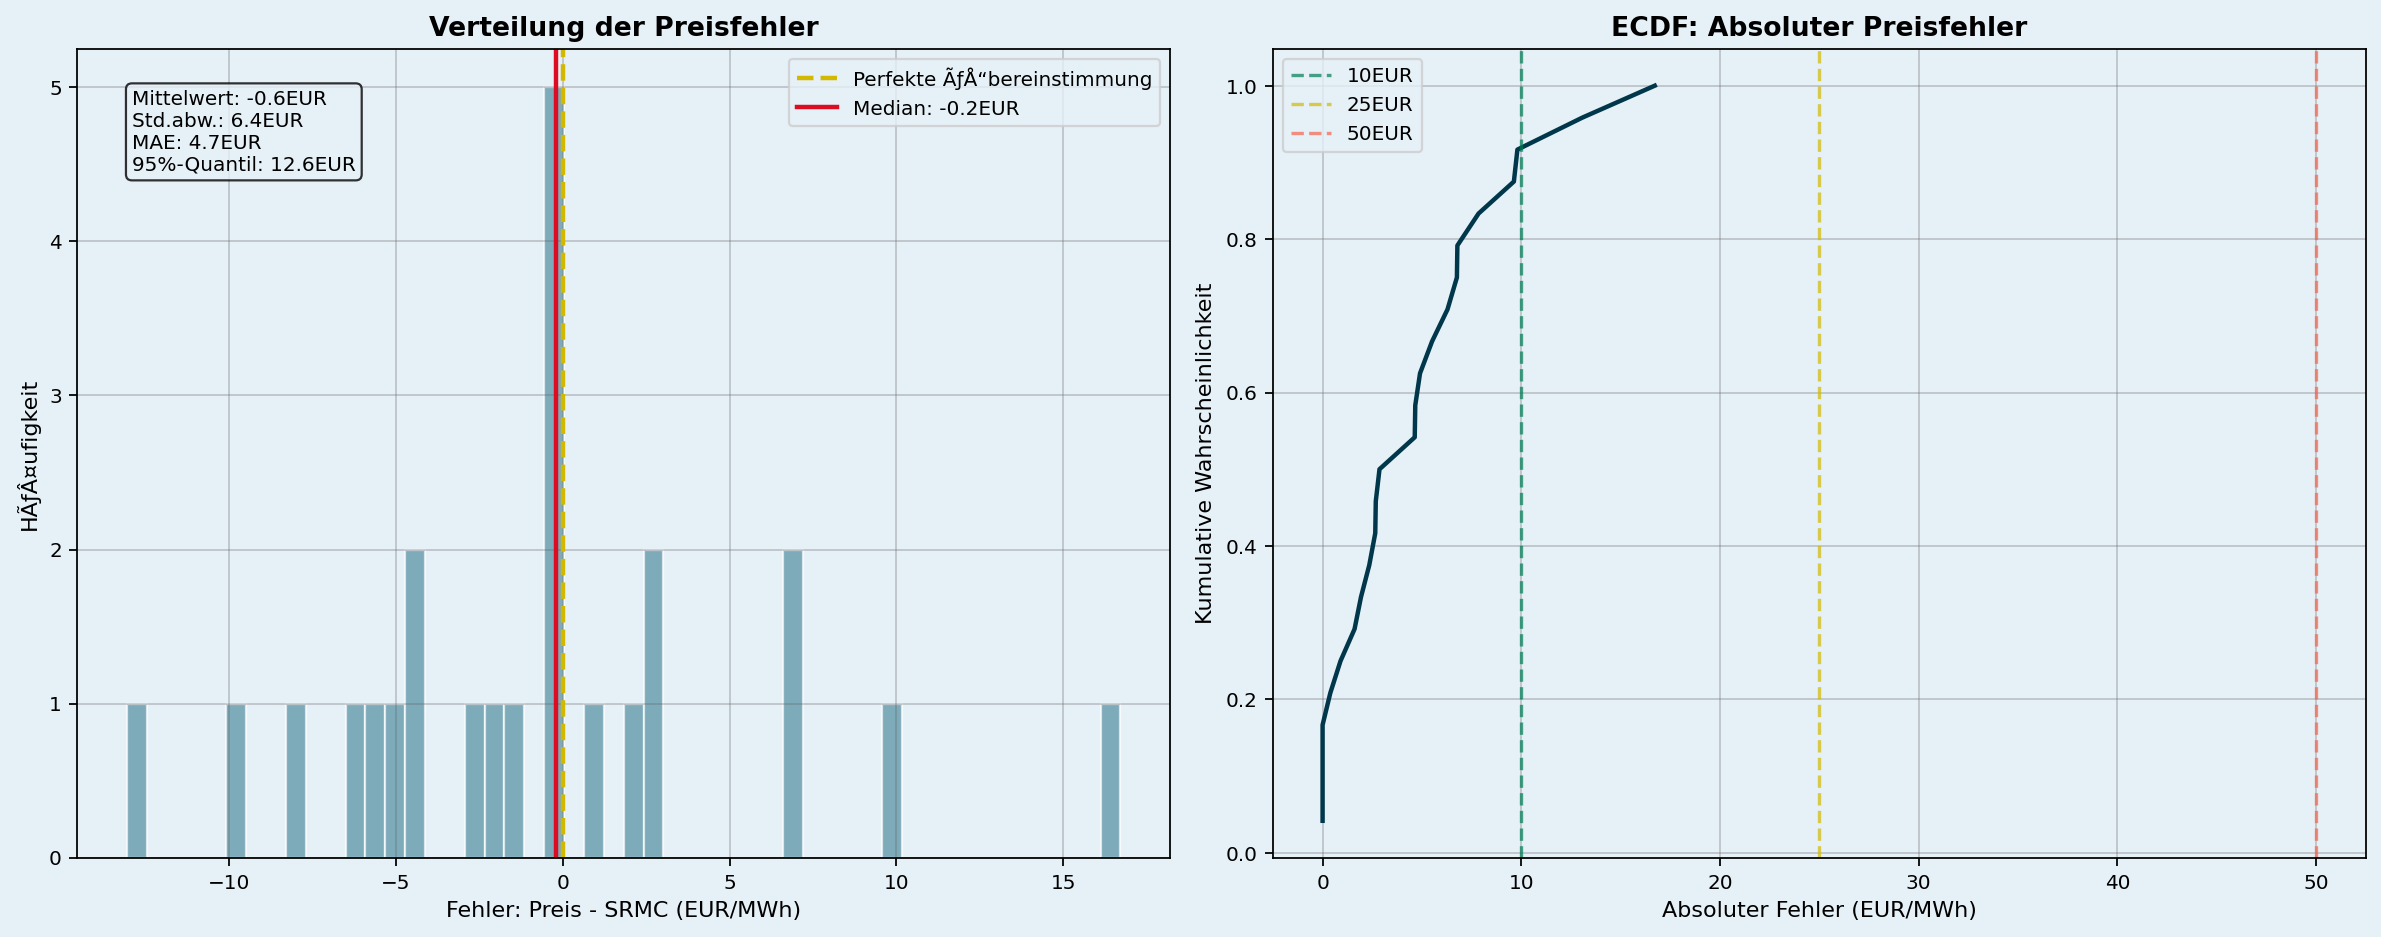 Verteilung der Preisfehler
Mittelwert: -0.6EUR
Std.abw.: 6.4EUR
MAE: 4.7EUR
95%-Quantil: 12.6EUR
Perfekte ÃƒÅ“bereinstimmung
Median: -0.2EUR
HÃƒÂ¤ufigkeit
5
4
3
2
1
0
−10 −5 0 5 10 15
Fehler: Preis - SRMC (EUR/MWh)
ECDF: Absoluter Preisfehler
10EUR
25EUR
50EUR
Kumulative Wahrscheinlichkeit
1.0
0.8
0.6
0.4
0.2
0.0
0 10 20 30 40 50
Absoluter Fehler (EUR/MWh)